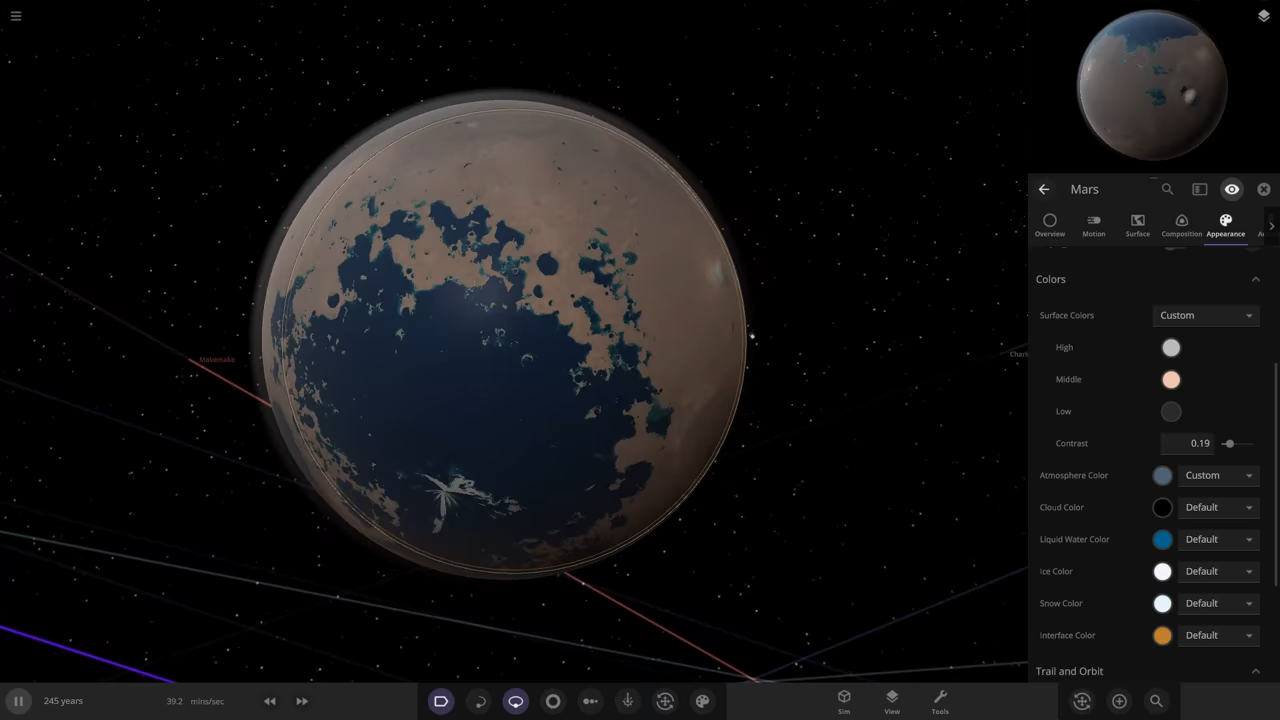 Mars
Overview
Motion
Surface
Composition
Appearance
Colors
Surface Colors
Custom
High
Middle
Low
Contrast
0.19
Atmosphere Color
Custom
Cloud Color
Default
Liquid Water Color
Default
Ice Color
Default
Snow Color
Default
Interface Color
Default
Trail and Orbit
Makemake
245 years
39.2 mins/sec
Sim
View
Tools